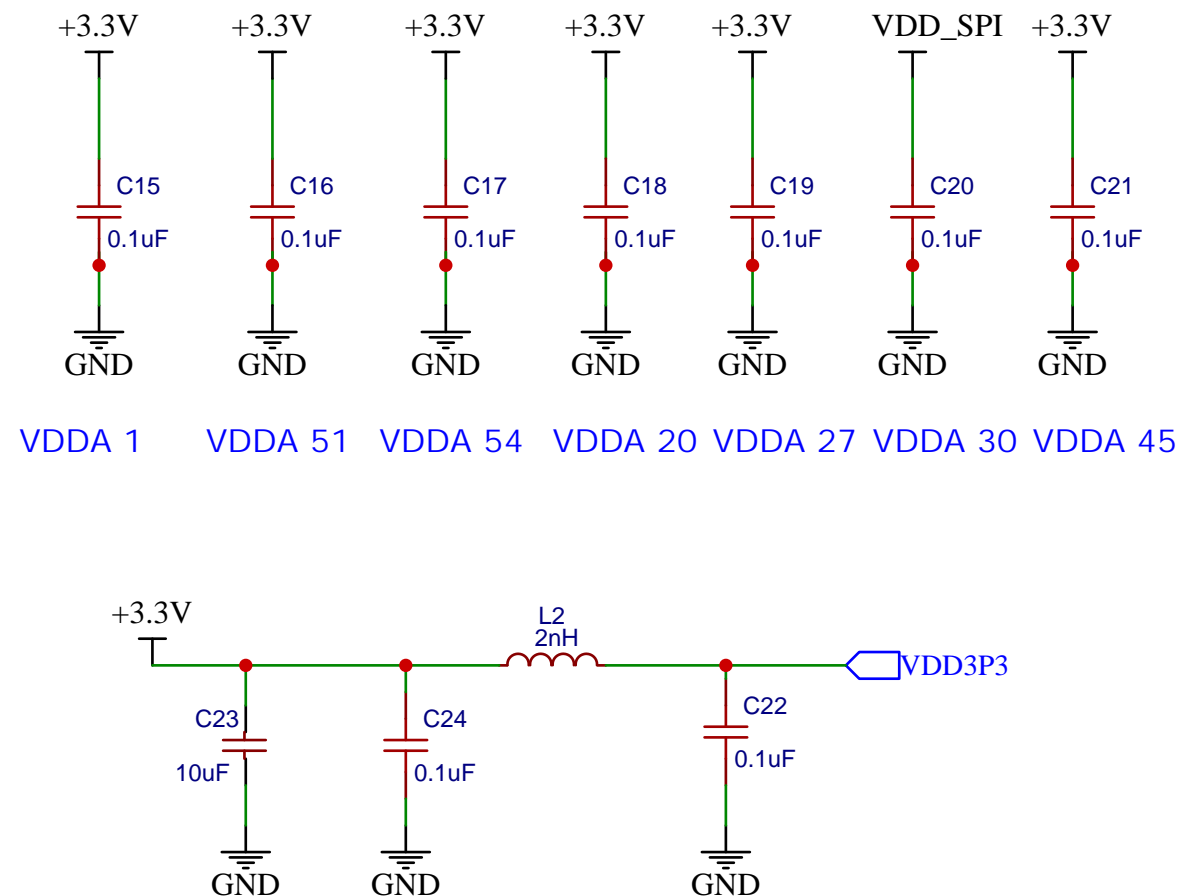 +3.3V +3.3V +3.3V +3.3V +3.3V VDD_SPI +3.3V
C15 C16 C17 C18 C19 C20 C21
0.1uF 0.1uF 0.1uF 0.1uF 0.1uF 0.1uF 0.1uF
GND GND GND GND GND GND GND
VDDA 1 VDDA 51 VDDA 54 VDDA 20 VDDA 27 VDDA 30 VDDA 45
+3.3V
L2
2nH
VDD3P3
C23 C24 C22
10uF 0.1uF 0.1uF
GND GND GND